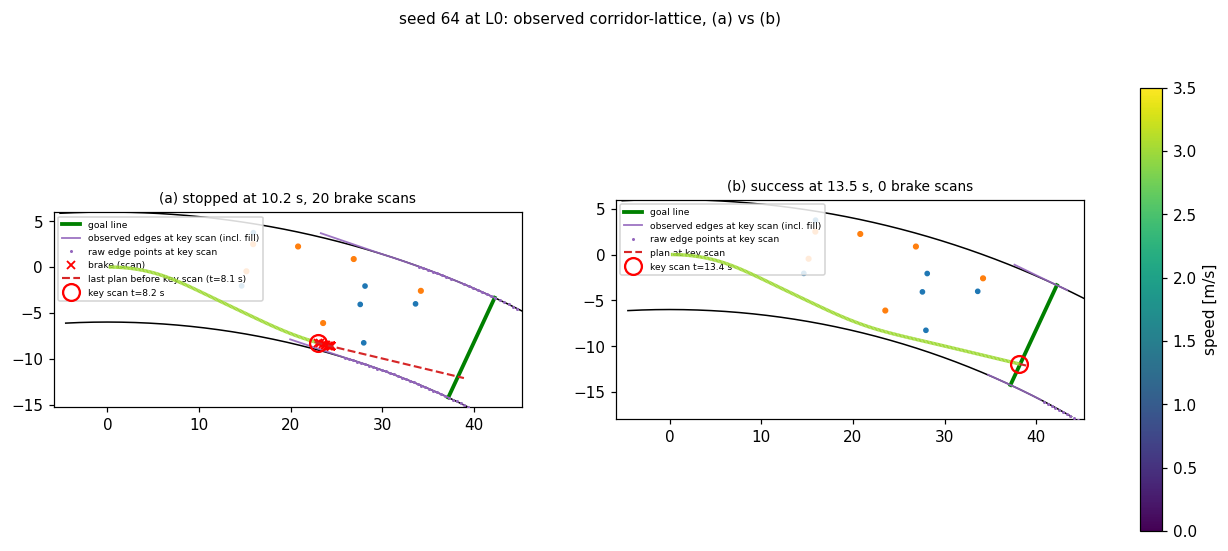 seed 64 at L0: observed corridor-lattice, (a) vs (b)
(a) stopped at 10.2 s, 20 brake scans
goal line
observed edges at key scan (incl. fill)
raw edge points at key scan
brake (scan)
last plan before key scan (t=8.1 s)
key scan t=8.2 s
5
0
−5
−10
−15
0
10
20
30
40
(b) success at 13.5 s, 0 brake scans
goal line
observed edges at key scan (incl. fill)
raw edge points at key scan
plan at key scan
key scan t=13.4 s
5
0
−5
−10
−15
0
10
20
30
40
3.5
3.0
2.5
2.0
1.5
1.0
0.5
0.0
speed [m/s]